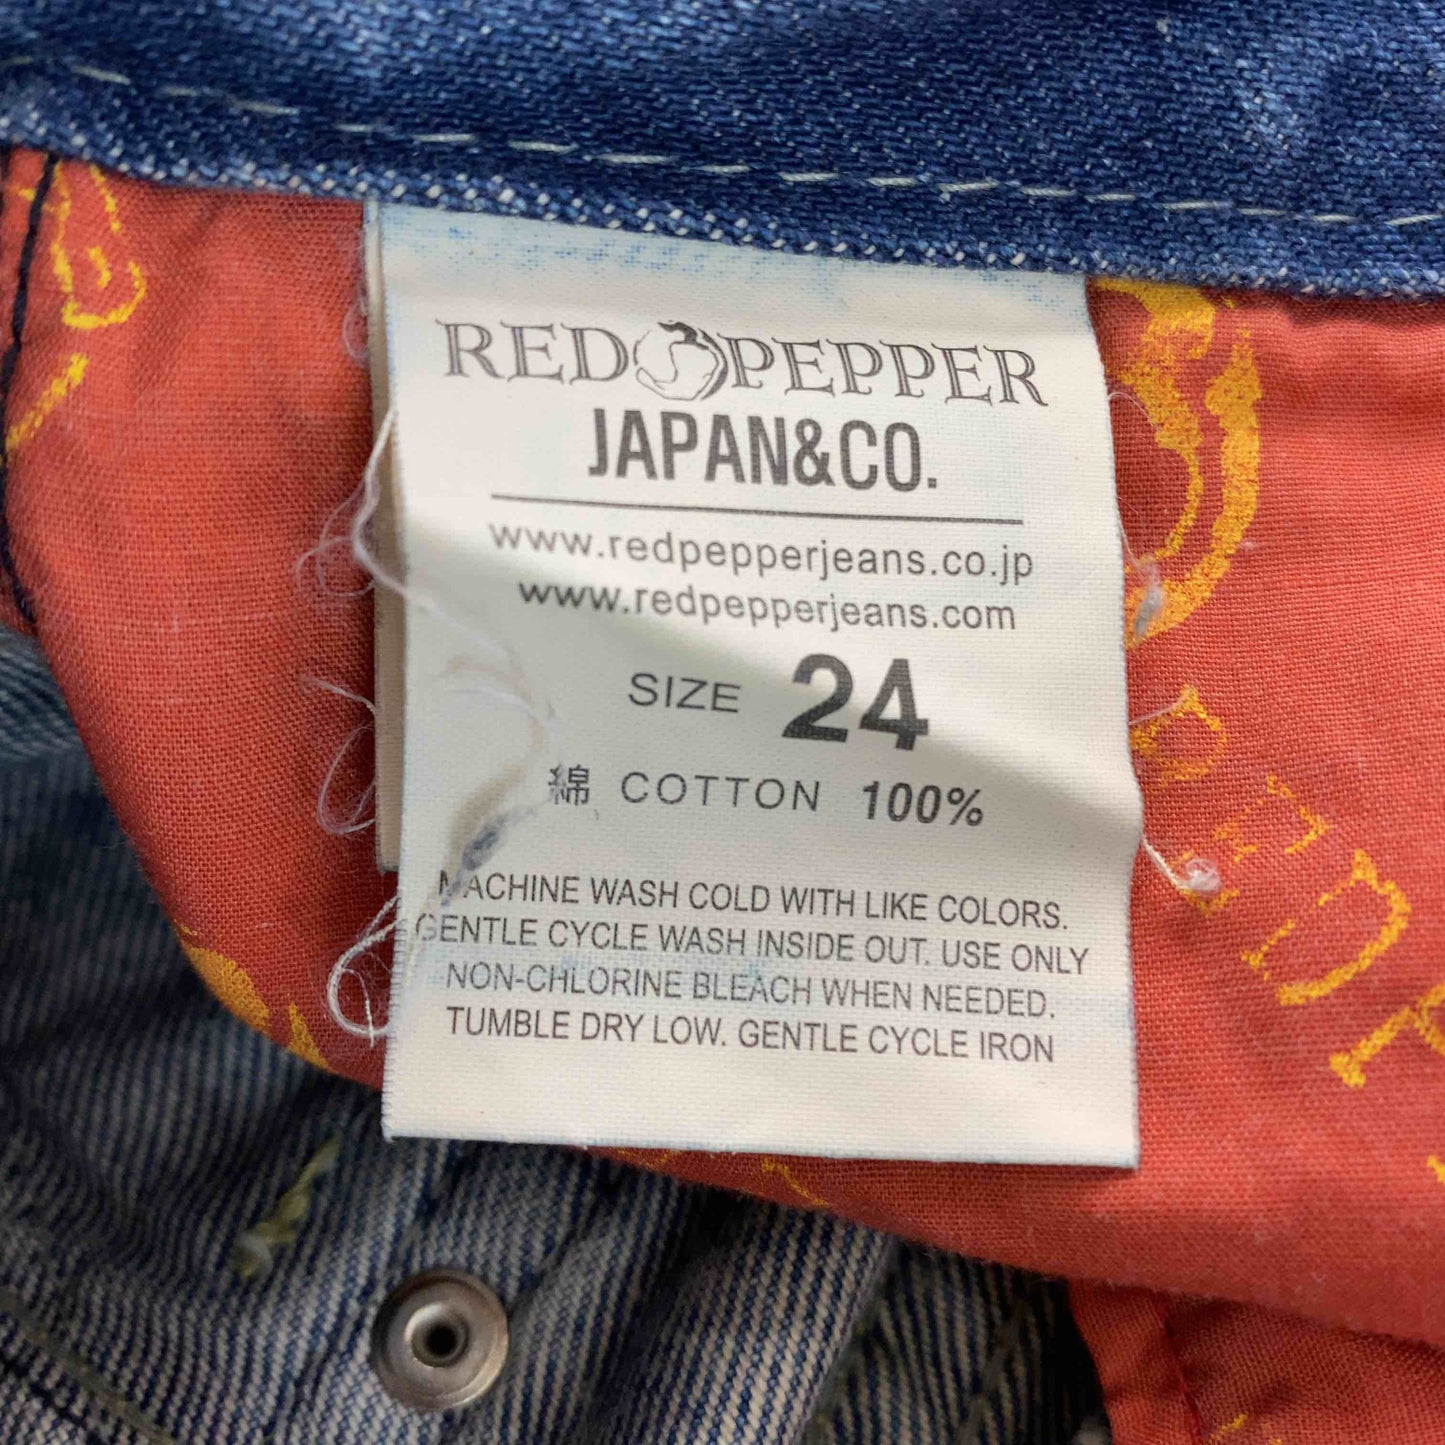 RED PEPPER
JAPAN&CO.
www.redpepperjeans.co.jp
www.redpepperjeans.com
SIZE 24
綿 COTTON 100%
MACHINE WASH COLD WITH LIKE COLORS.
GENTLE CYCLE WASH INSIDE OUT. USE ONLY
NON-CHLORINE BLEACH WHEN NEEDED.
TUMBLE DRY LOW. GENTLE CYCLE IRON